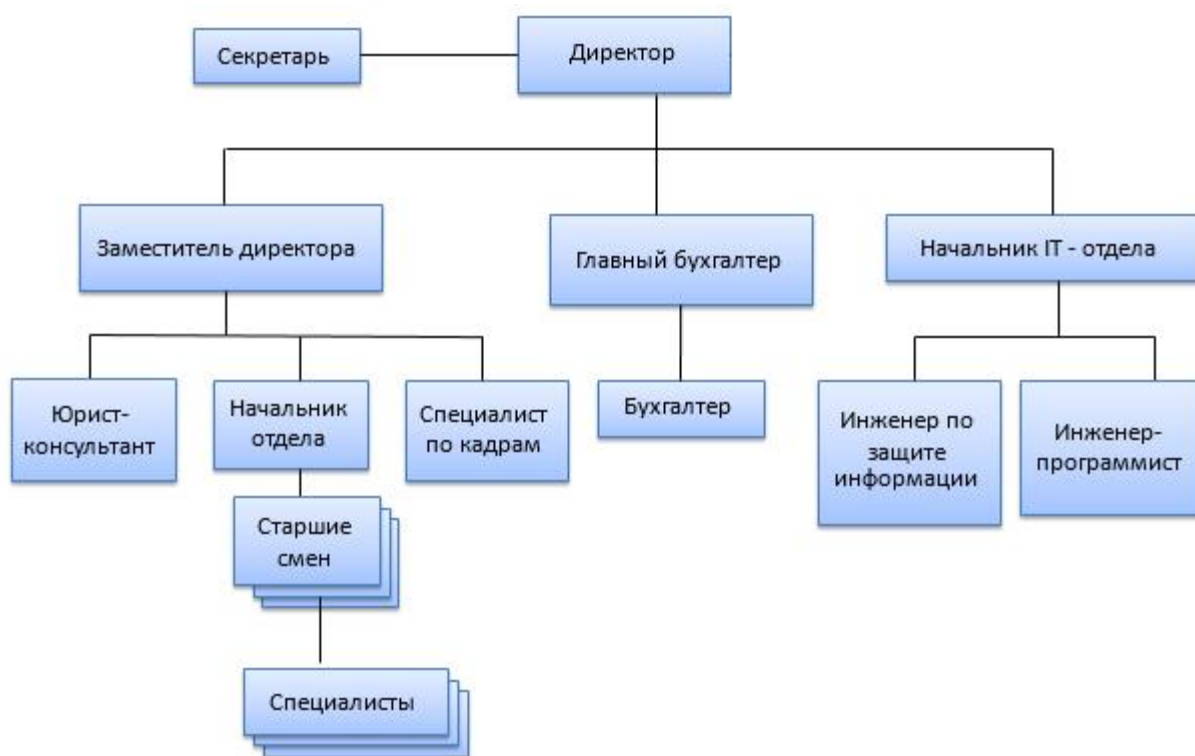 Секретарь
Директор
Заместитель директора
Главный бухгалтер
Начальник IT - отдела
Юрист-
консультант
Начальник
отдела
Специалист
по кадрам
Бухгалтер
Инженер по
защите
информации
Инженер-
программист
Старшие
смен
Специалисты